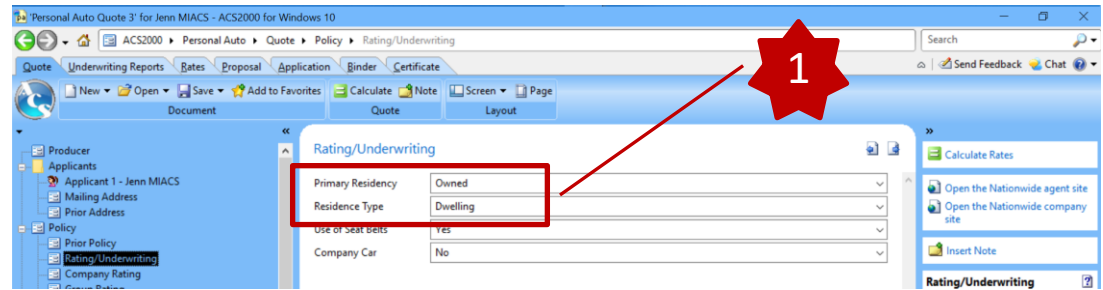 'Personal Auto Quote 3' for Jenn MIACS - ACS2000 for Windows 10
ACS2000 Personal Auto Quote Policy Rating/Underwriting
Search
Quote Underwriting Reports Rates Proposal Application Binder Certificate
Send Feedback Chat
New Open Save Add to Favorites Calculate Note Screen Page
Document Quote Layout
1
Producer
Applicants
Applicant 1 - Jenn MIACS
Mailing Address
Prior Address
Policy
Prior Policy
Rating/Underwriting
Company Rating
Group Rating
Rating/Underwriting
Primary Residency Owned
Residence Type Dwelling
Use of Seat Belts Yes
Company Car No
Calculate Rates
Open the Nationwide agent site
Open the Nationwide company
site
Insert Note
Rating/Underwriting